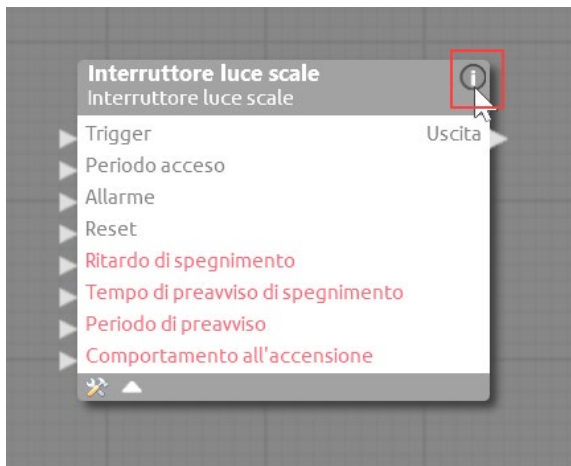 Interruttore luce scale
Interruttore luce scale
Trigger Uscita
Periodo acceso
Allarme
Reset
Ritardo di spegnimento
Tempo di preavviso di spegnimento
Periodo di preavviso
Comportamento all'accensione